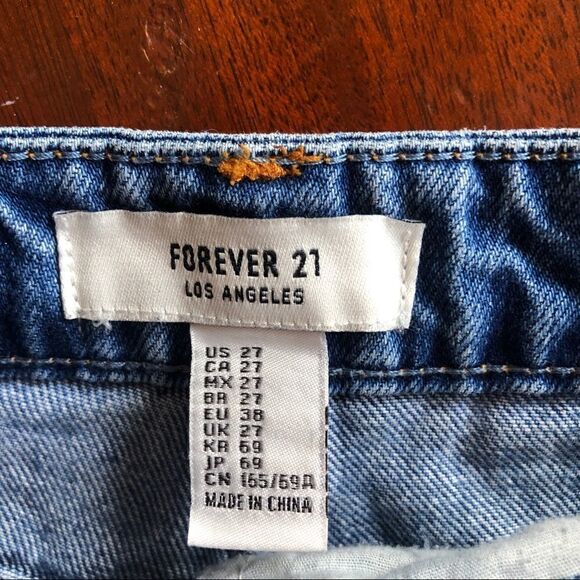 FOREVER 21
LOS ANGELES
US 27
CA 27
MX 27
BR 27
EU 38
UK 27
KR 69
JP 69
CN 165/69A
MADE IN CHINA